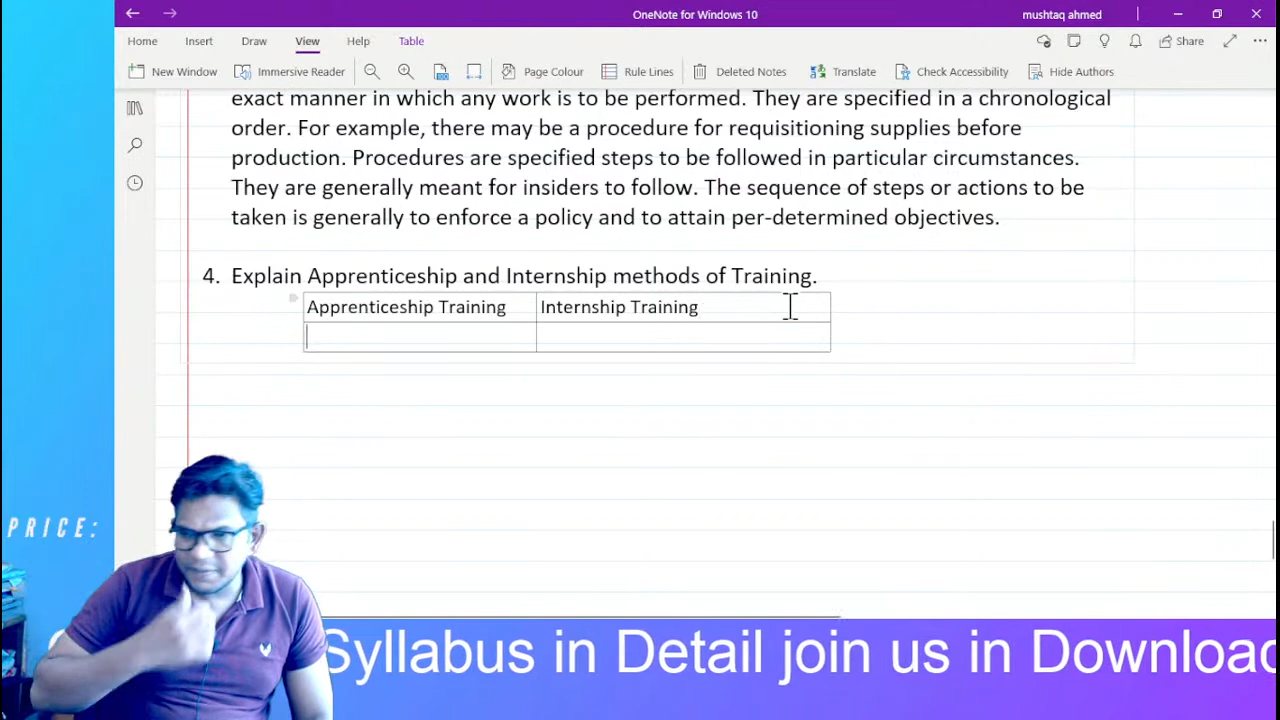 OneNote for Windows 10
mushtaq ahmed
Home Insert Draw View Help Table
Share
New Window Immersive Reader Page Colour Rule Lines Deleted Notes Translate Check Accessibility Hide Authors
exact manner in which any work is to be performed. They are specified in a chronological
order. For example, there may be a procedure for requisitioning supplies before
production. Procedures are specified steps to be followed in particular circumstances.
They are generally meant for insiders to follow. The sequence of steps or actions to be
taken is generally to enforce a policy and to attain per-determined objectives.
4. Explain Apprenticeship and Internship methods of Training.
Apprenticeship Training Internship Training
PRICE:
Syllabus in Detail join us in Download